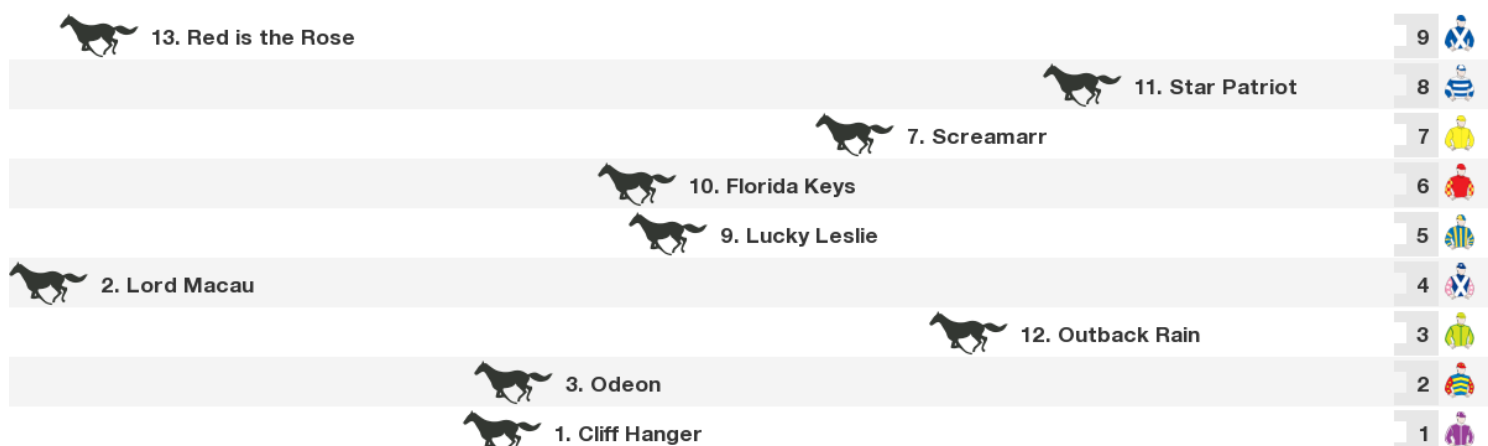 13. Red is the Rose 9
11. Star Patriot 8
7. Screamarr 7
10. Florida Keys 6
9. Lucky Leslie 5
2. Lord Macau 4
12. Outback Rain 3
3. Odeon 2
1. Cliff Hanger 1